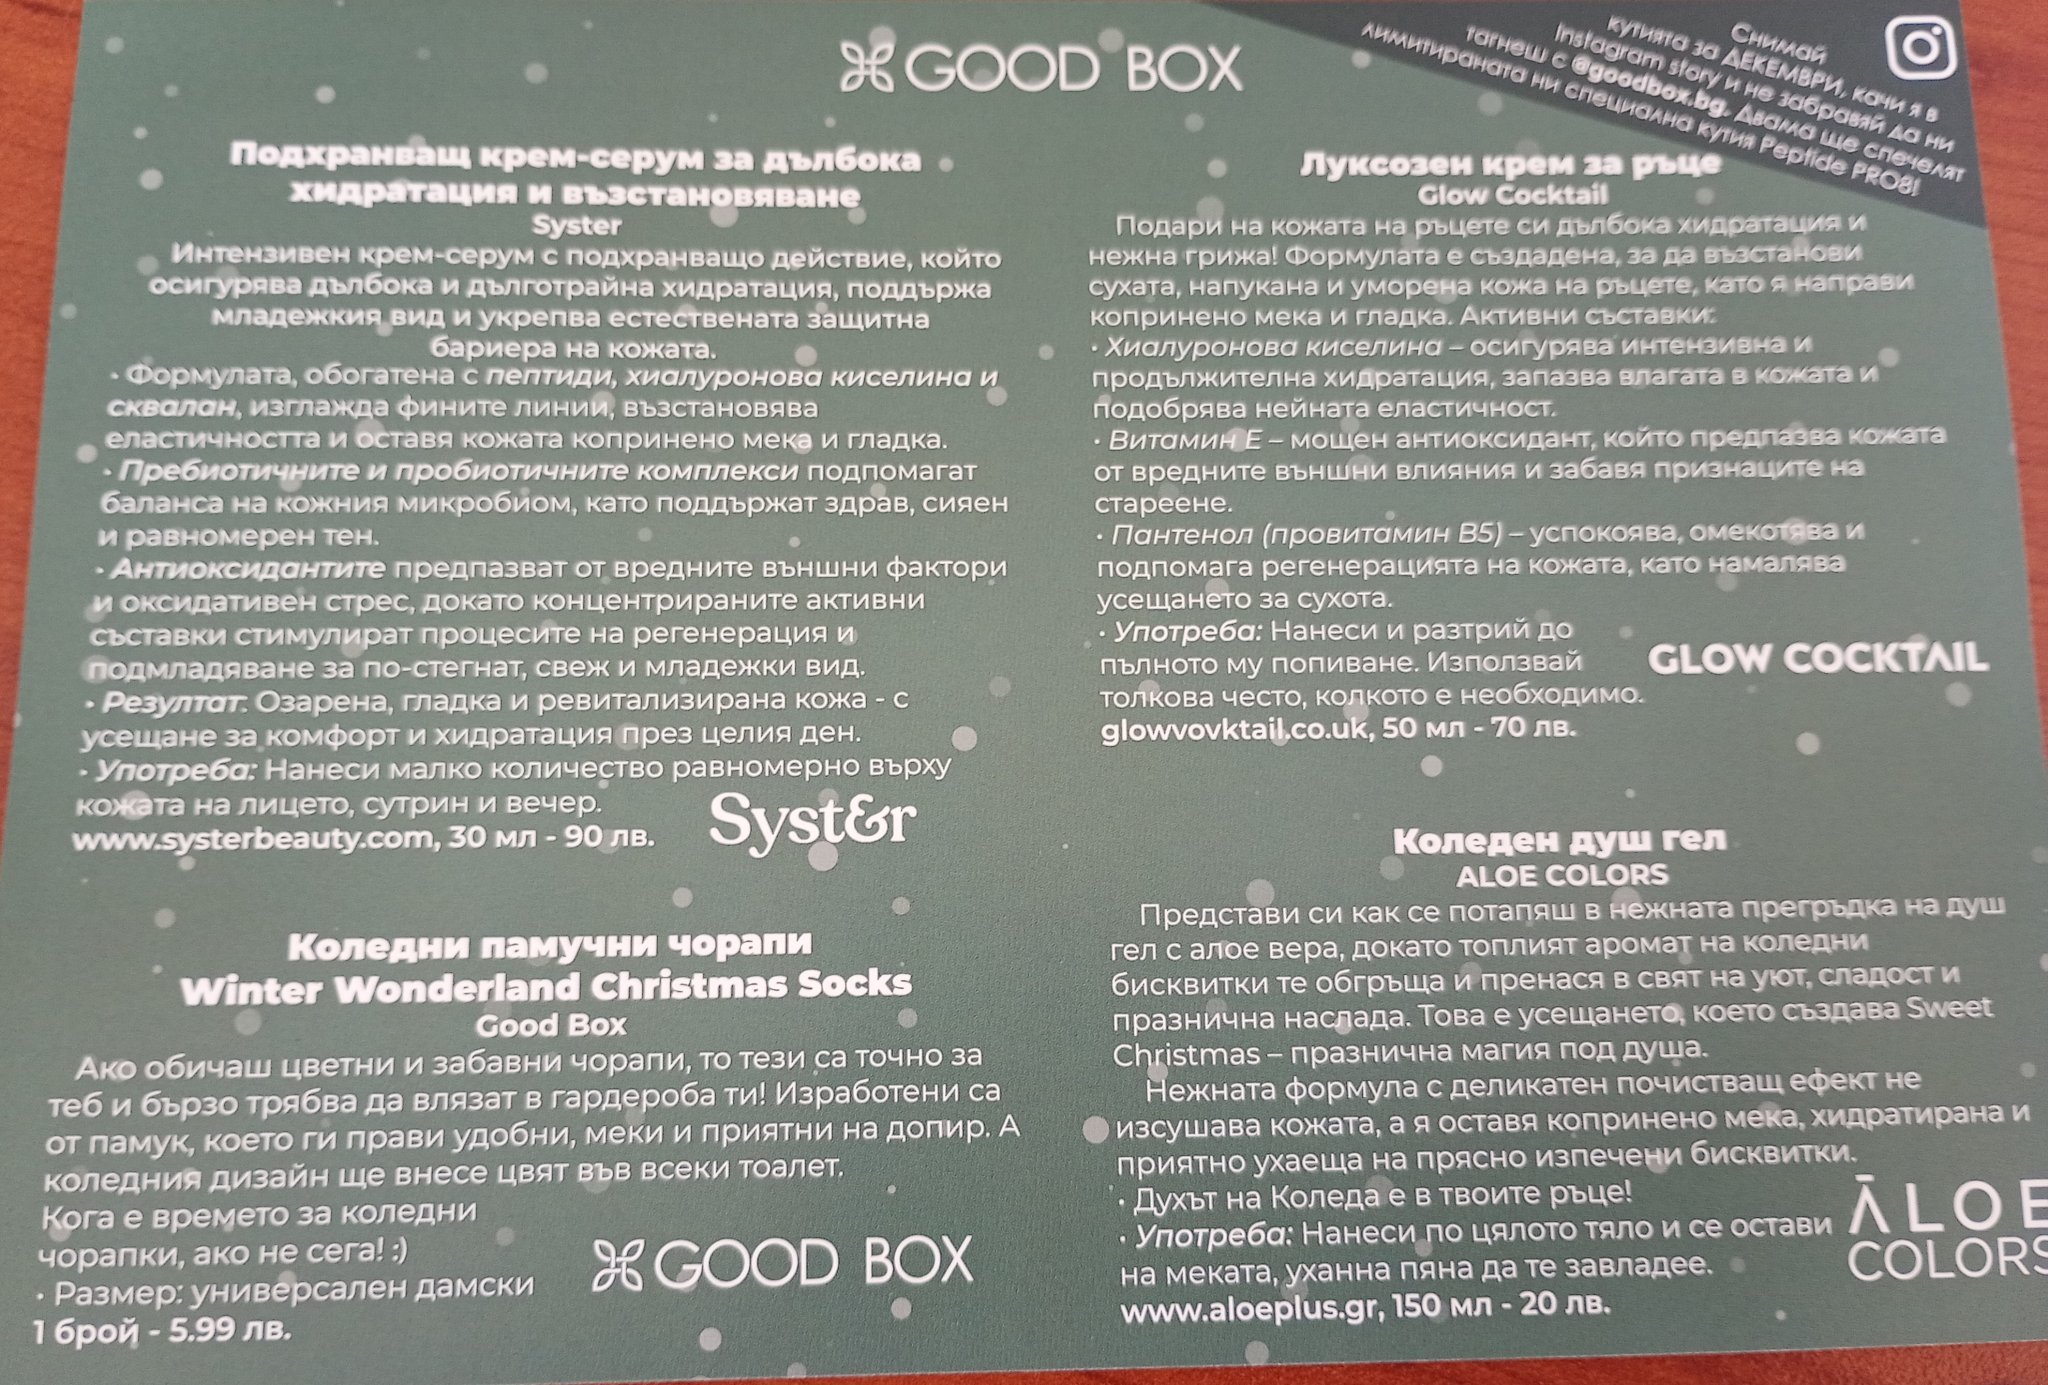 GOOD BOX
Снимай
кутията за ДЕКЕМВРИ, качи я в
Instagram story и не забравяй да ни
тагнеш с @goodbox.bg. Двама ще спечелят
лимитираната ни специална кутия Peptide PRO8!
Подхранващ крем-серум за дълбока
хидратация и възстановяване
Syster
Интензивен крем-серум с подхранващо действие, който
осигурява дълбока и дълготрайна хидратация, поддържа
младежкия вид и укрепва естествената защитна
бариера на кожата.
· Формулата, обогатена с пептиди, хиалуронова киселина и
сквалан, изглажда фините линии, възстановява
еластичността и оставя кожата копринено мека и гладка.
· Пребиотичните и пробиотичните комплекси подпомагат
баланса на кожния микробиом, като поддържат здрав, сияен
и равномерен тен.
· Антиоксидантите предпазват от вредните външни фактори
и оксидативен стрес, докато концентрираните активни
съставки стимулират процесите на регенерация и
подмладяване за по-стегнат, свеж и младежки вид.
· Резултат: Озарена, гладка и ревитализирана кожа - с
усещане за комфорт и хидратация през целия ден.
· Употреба: Нанеси малко количество равномерно върху
кожата на лицето, сутрин и вечер.
www.systerbeauty.com, 30 мл - 90 лв.
Syst&r
Коледни памучни чорапи
Winter Wonderland Christmas Socks
Good Box
Ако обичаш цветни и забавни чорапи, то тези са точно за
теб и бързо трябва да влязат в гардероба ти! Изработени са
от памук, което ги прави удобни, меки и приятни на допир. А
коледния дизайн ще внесе цвят във всеки тоалет.
Кога е времето за коледни
чорапки, ако не сега! :)
· Размер: универсален дамски
1 брой - 5.99 лв.
GOOD BOX
Луксозен крем за ръце
Glow Cocktail
Подари на кожата на ръцете си дълбока хидратация и
нежна грижа! Формулата е създадена, за да възстанови
сухата, напукана и уморена кожа на ръцете, като я направи
копринено мека и гладка. Активни съставки:
· Хиалуронова киселина – осигурява интензивна и
продължителна хидратация, запазва влагата в кожата и
подобрява нейната еластичност.
· Витамин Е – мощен антиоксидант, който предпазва кожата
от вредните външни влияния и забавя признаците на
стареене.
· Пантенол (провитамин B5) – успокоява, омекотява и
подпомага регенерацията на кожата, като намалява
усещането за сухота.
· Употреба: Нанеси и разтрий до
пълното му попиване. Използвай
толкова често, колкото е необходимо.
glowvovktail.co.uk, 50 мл - 70 лв.
GLOW COCKTAIL
Коледен душ гел
ALOE COLORS
Представи си как се потапяш в нежната прегръдка на душ
гел с алое вера, докато топлият аромат на коледни
бисквитки те обгръща и пренася в свят на уют, сладост и
празнична наслада. Това е усещането, което създава Sweet
Christmas – празнична магия под душа.
Нежната формула с деликатен почистващ ефект не
изсушава кожата, а я оставя копринено мека, хидратирана и
приятно ухаеща на прясно изпечени бисквитки.
· Духът на Коледа е в твоите ръце!
· Употреба: Нанеси по цялото тяло и се остави
на меката, уханна пяна да те завладее.
www.aloeplus.gr, 150 мл - 20 лв.
ALOE
COLORS